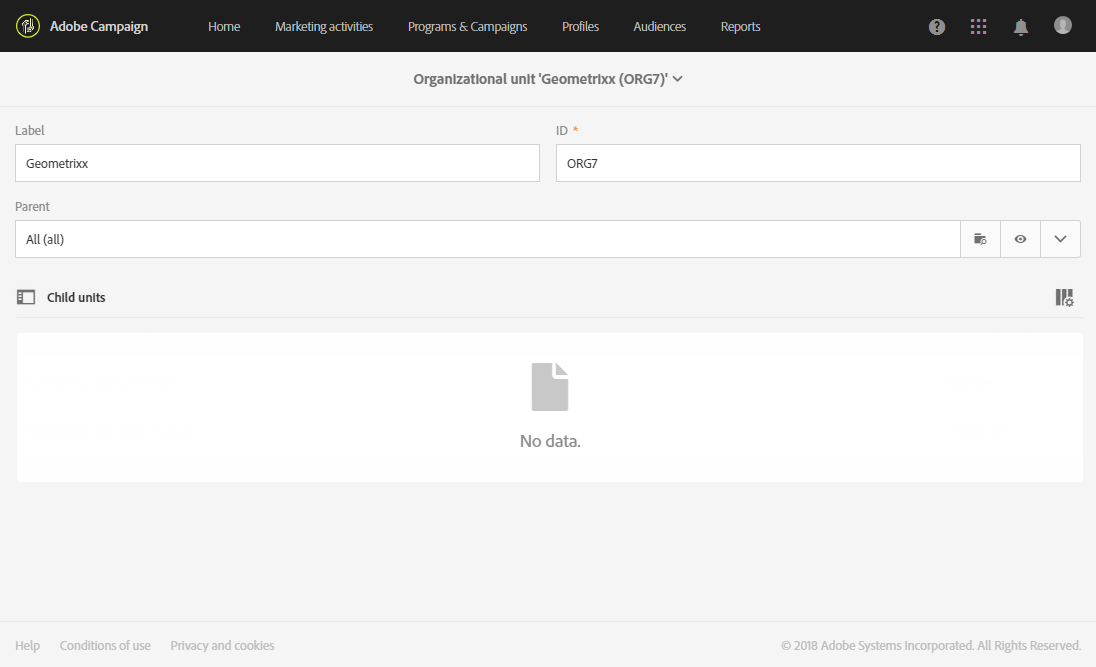 Adobe Campaign Home Marketing activities Programs & Campaigns Profiles Audiences Reports
Organizational unit 'Geometrixx (ORG7)'
Label ID *
Geometrixx ORG7
Parent
All (all)
Child units
No data.
Help Conditions of use Privacy and cookies © 2018 Adobe Systems Incorporated. All Rights Reserved.